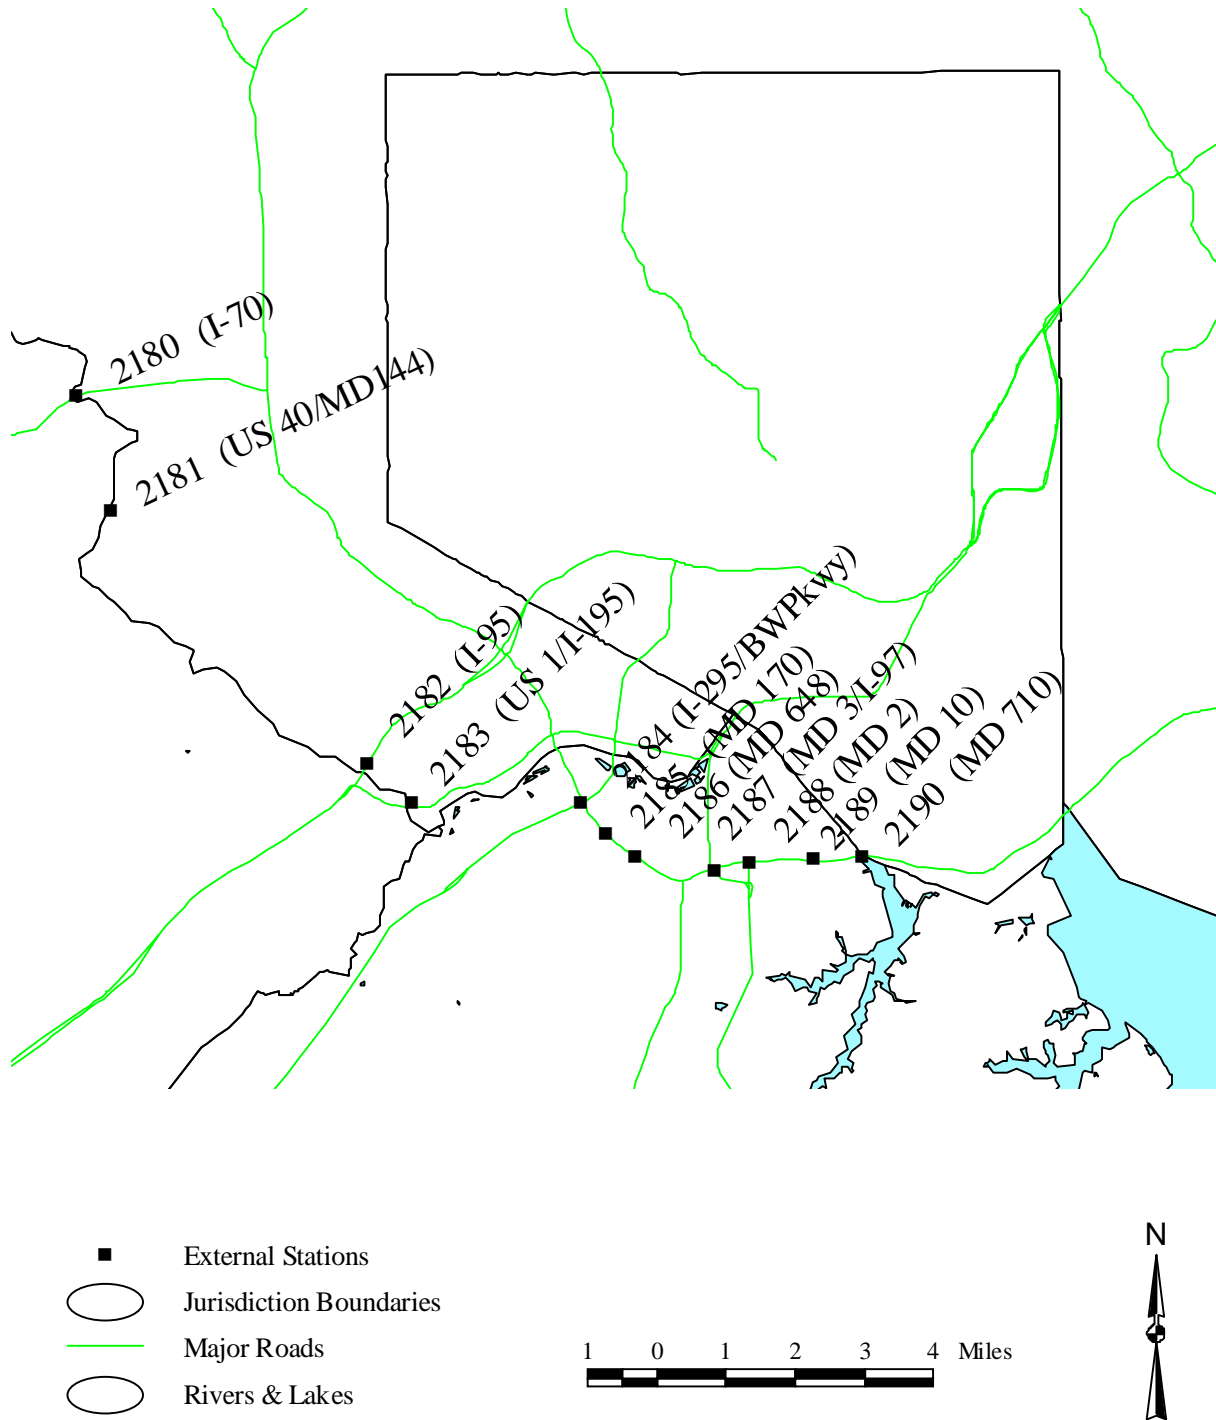 2180 (I-70)
2181 (US 40/MD144)
2182 (I-95)
2183 (US 1/I-195)
184 (I-295/BWPkwy)
2185 (MD 170)
2186 (MD 648)
2187 (MD 3/I-97)
2188 (MD 2)
2189 (MD 10)
2190 (MD 710)
N
External Stations
Jurisdiction Boundaries
Major Roads
Rivers & Lakes
1 0 1 2 3 4 Miles